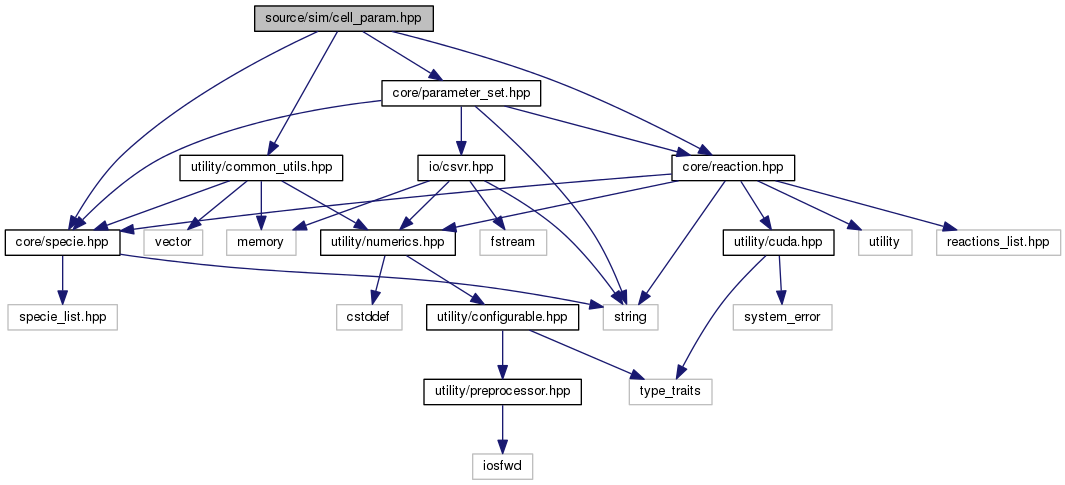 source/sim/cell_param.hpp
core/parameter_set.hpp
utility/common_utils.hpp
io/csvr.hpp
core/reaction.hpp
core/specie.hpp
vector
memory
utility/numerics.hpp
fstream
utility/cuda.hpp
utility
reactions_list.hpp
specie_list.hpp
cstddef
utility/configurable.hpp
string
system_error
utility/preprocessor.hpp
type_traits
iosfwd